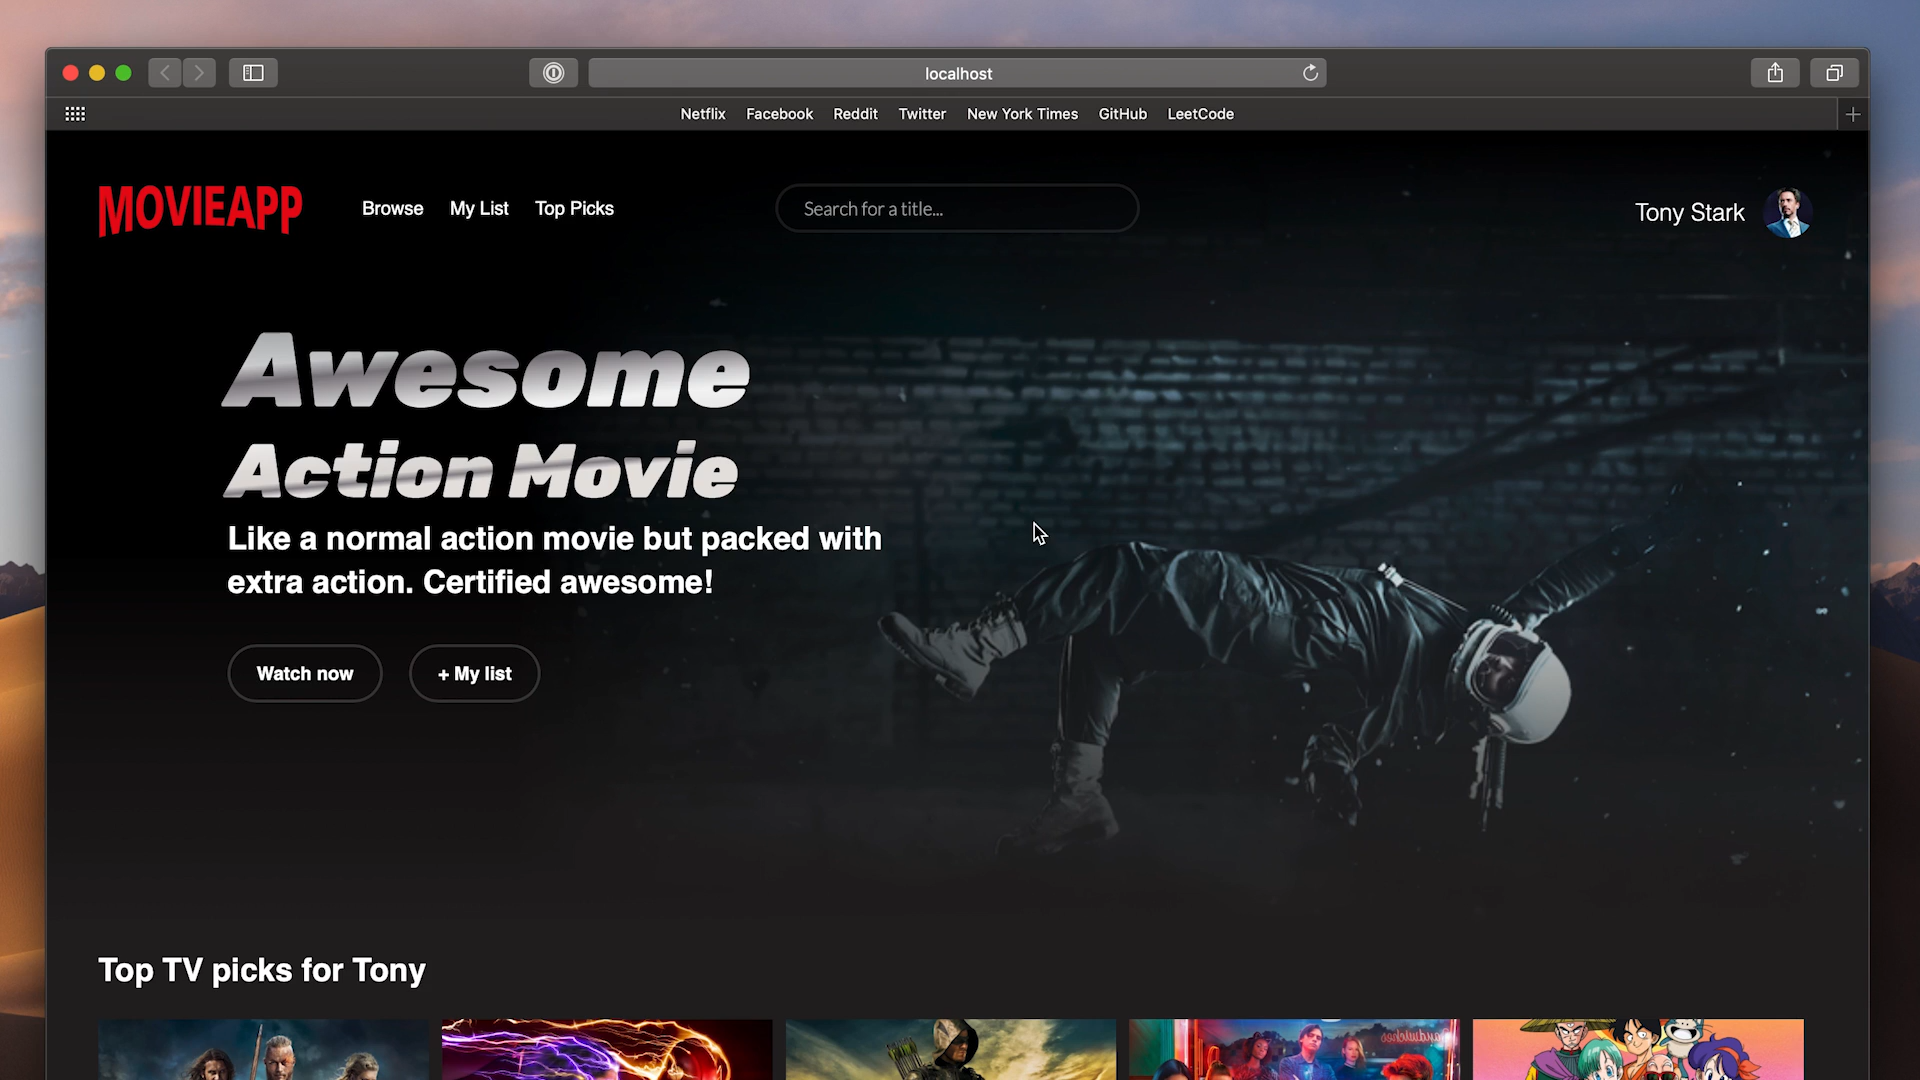 localhost
Netflix Facebook Reddit Twitter New York Times GitHub LeetCode
MOVIEAPP Browse My List Top Picks Search for a title... Tony Stark
Awesome
Action Movie
Like a normal action movie but packed with
extra action. Certified awesome!
Watch now + My list
Top TV picks for Tony